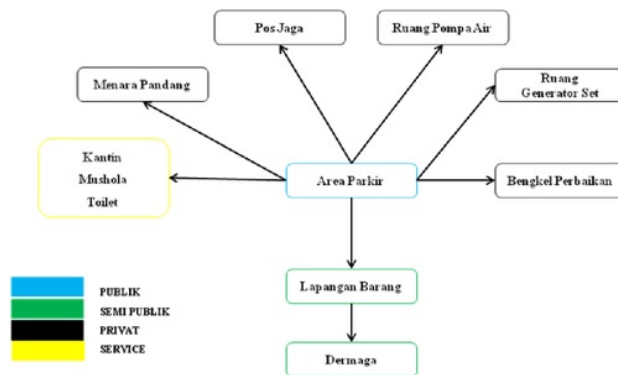 Pos Jaga
Ruang Pompa Air
Menara Pandang
Ruang
Generator Set
Kantin
Mushola
Toilet
Area Parkir
Bengkel Perbaikan
Lapangan Barang
Dermaga
PUBLIK
SEMI PUBLIK
PRIVAT
SERVICE